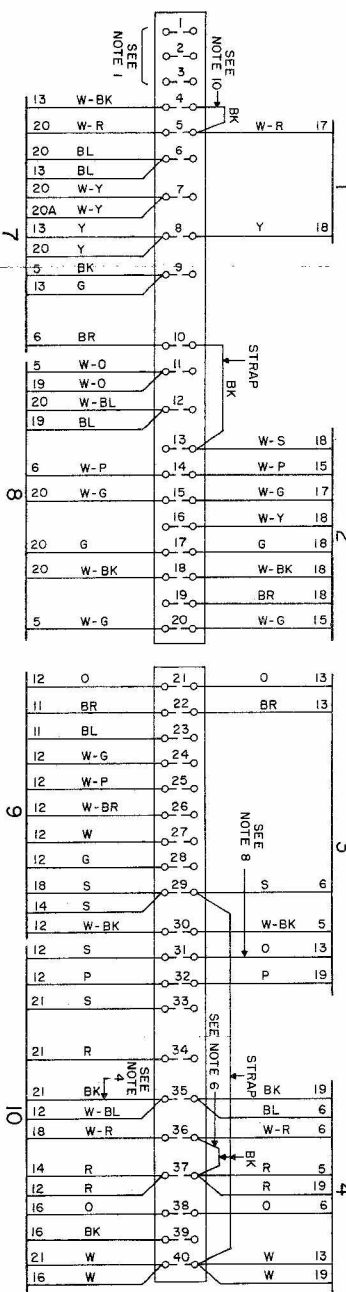 SEE NOTE 1
SEE NOTE 10
1
2
3
13 W-BK 4 BK
20 W-R 5 W-R 17
20 BL 6
13 BL
20 W-Y 7
20A W-Y
13 Y 8 Y 18
20 Y
5 BK 9
13 G
7
1
6 BR 10
STRAP
BK
5 W-O 11
19 W-O
20 W-BL 12
19 BL
13 W-S 18
6 W-P 14 W-P 15
20 W-G 15 W-G 17
16 W-Y 18
20 G 17 G 18
20 W-BK 18 W-BK 18
19 BR 18
5 W-G 20 W-G 15
8
2
12 O 21 O 13
11 BR 22 BR 13
11 BL 23
12 W-G 24
12 W-P 25
12 W-BR 26
12 W 27
12 G 28
SEE NOTE 8
18 S 29 S 6
14 S
12 W-BK 30 W-BK 5
12 S 31 O 13
12 P 32 P 19
9
3
21 S 33
21 R 34
SEE NOTE 4
SEE NOTE 6
STRAP
21 BK 35 BK 19
12 W-BL BL 6
18 W-R 36 W-R 6
BK
14 R 37 R 5
12 R R 19
16 O 38 O 6
16 BK 39
21 W 40 W 13
16 W W 19
10
4